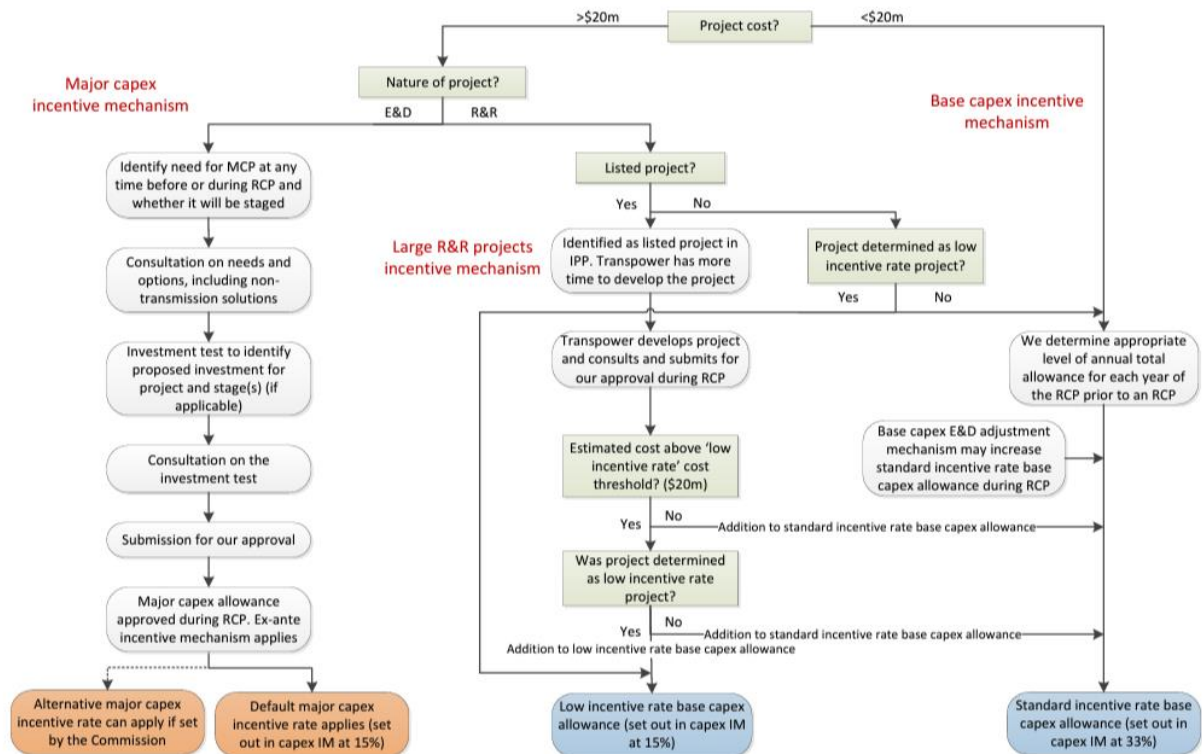 >$20m
Project cost?
<$20m
Nature of project?
Major capex
incentive mechanism
Base capex incentive
mechanism
E&D
R&R
Identify need for MCP at any
time before or during RCP and
whether it will be staged
Listed project?
Yes
No
Consultation on needs and
options, including non-
transmission solutions
Large R&R projects
incentive mechanism
Identified as listed project in
IPP. Transpower has more
time to develop the project
Project determined as low
incentive rate project?
Yes
No
Investment test to identify
proposed investment for
project and stage(s) (if
applicable)
Transpower develops project
and consults and submits for
our approval during RCP
We determine appropriate
level of annual total
allowance for each year of
the RCP prior to an RCP
Consultation on the
investment test
Estimated cost above ‘low
incentive rate’ cost
threshold? ($20m)
Base capex E&D adjustment
mechanism may increase
standard incentive rate base
capex allowance during RCP
Yes
No
Addition to standard incentive rate base capex allowance
Submission for our approval
Was project determined
as low incentive rate
project?
Major capex allowance
approved during RCP. Ex-ante
incentive mechanism applies
Yes
No
Addition to standard incentive rate base capex allowance
Addition to low incentive rate base capex allowance
Alternative major capex
incentive rate can apply if set
by the Commission
Default major capex
incentive rate applies (set
out in capex IM at 15%)
Low incentive rate base capex
allowance (set out in capex IM
at 15%)
Standard incentive rate base
capex allowance (set out in
capex IM at 33%)